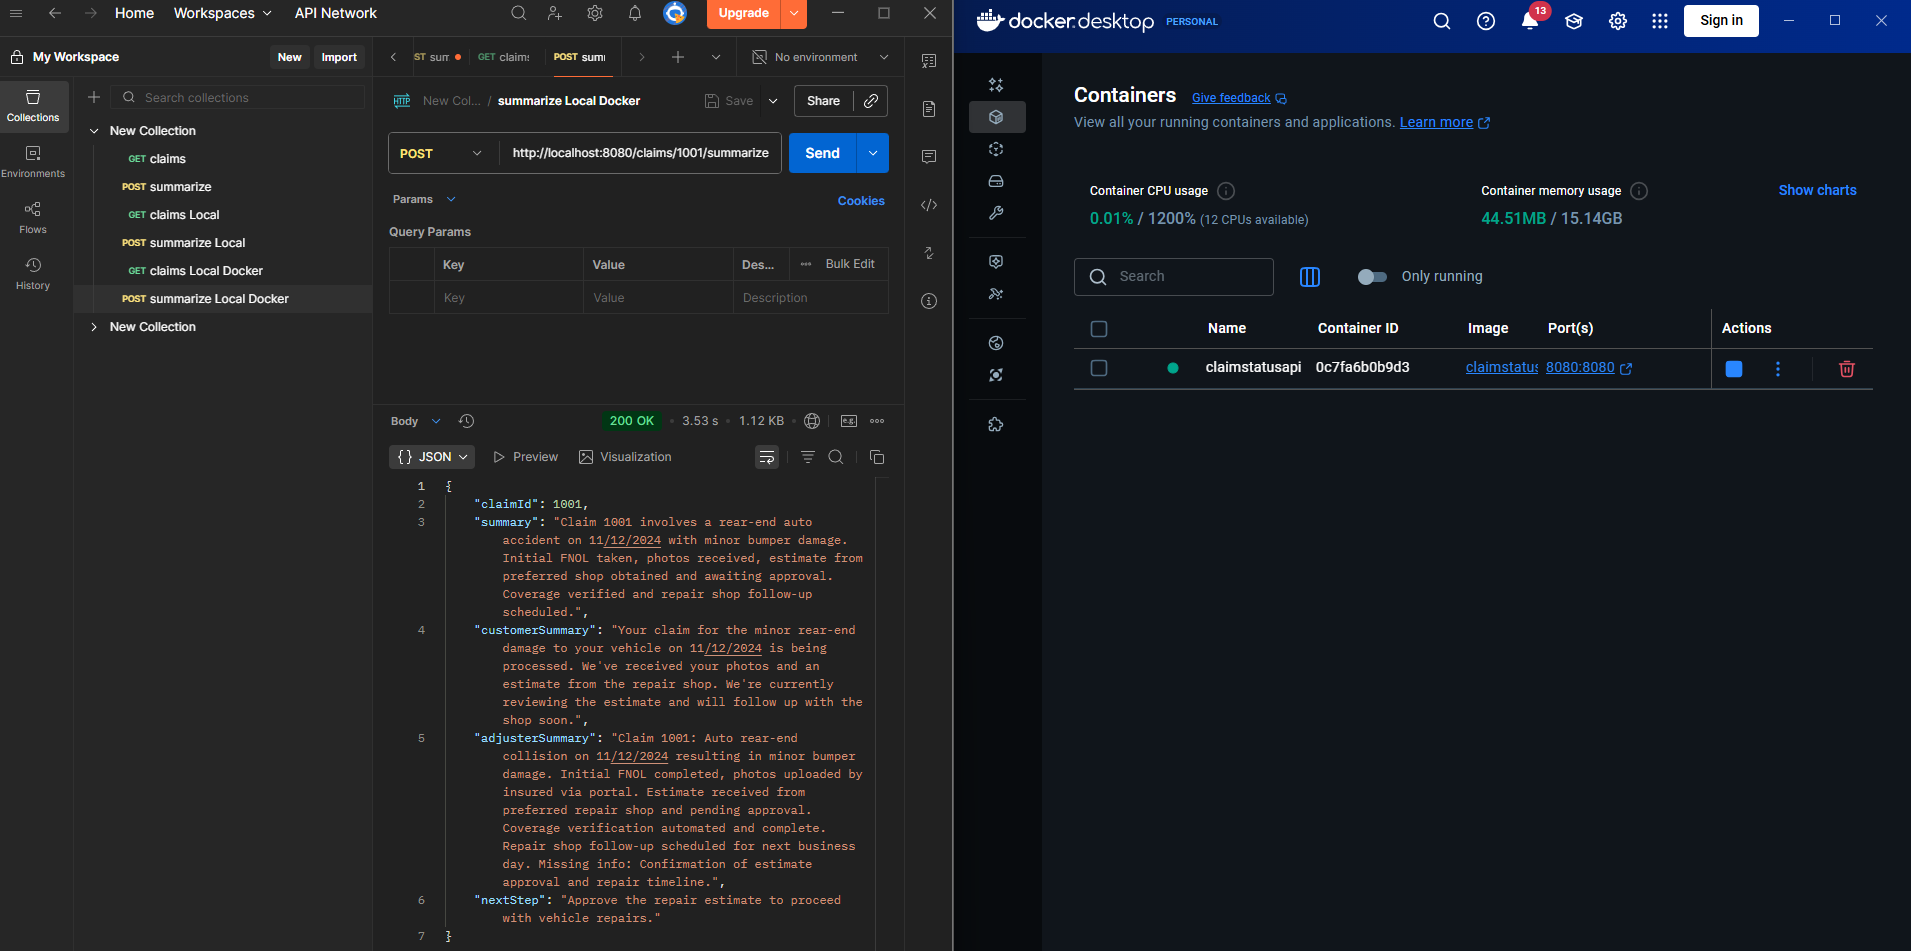 Home
Workspaces
API Network
Upgrade
My Workspace
New
Import
ST sum
GET claims
POST sum
No environment
Collections
Environments
Flows
History
Search collections
New Collection
GET claims
POST summarize
GET claims Local
POST summarize Local
GET claims Local Docker
POST summarize Local Docker
New Collection
HTTP New Col... / summarize Local Docker
Save
Share
POST
http://localhost:8080/claims/1001/summarize
Send
Params
Cookies
Query Params
Key
Value
Des...
Bulk Edit
Key
Value
Description
Body
200 OK
3.53 s
1.12 KB
e.g.
{ } JSON
Preview
Visualization
1 {
2 "claimId": 1001,
3 "summary": "Claim 1001 involves a rear-end auto
accident on 11/12/2024 with minor bumper damage.
Initial FNOL taken, photos received, estimate from
preferred shop obtained and awaiting approval.
Coverage verified and repair shop follow-up
scheduled.",
4 "customerSummary": "Your claim for the minor rear-end
damage to your vehicle on 11/12/2024 is being
processed. We've received your photos and an
estimate from the repair shop. We're currently
reviewing the estimate and will follow up with the
shop soon.",
5 "adjusterSummary": "Claim 1001: Auto rear-end
collision on 11/12/2024 resulting in minor bumper
damage. Initial FNOL completed, photos uploaded by
insured via portal. Estimate received from
preferred repair shop and pending approval.
Coverage verification automated and complete.
Repair shop follow-up scheduled for next business
day. Missing info: Confirmation of estimate
approval and repair timeline.",
6 "nextStep": "Approve the repair estimate to proceed
with vehicle repairs."
7 }
docker.desktop PERSONAL
13
Sign in
Containers
Give feedback
View all your running containers and applications. Learn more
Container CPU usage
0.01% / 1200% (12 CPUs available)
Container memory usage
44.51MB / 15.14GB
Show charts
Search
Only running
Name
Container ID
Image
Port(s)
Actions
claimstatusapi
0c7fa6b0b9d3
claimstatus
8080:8080